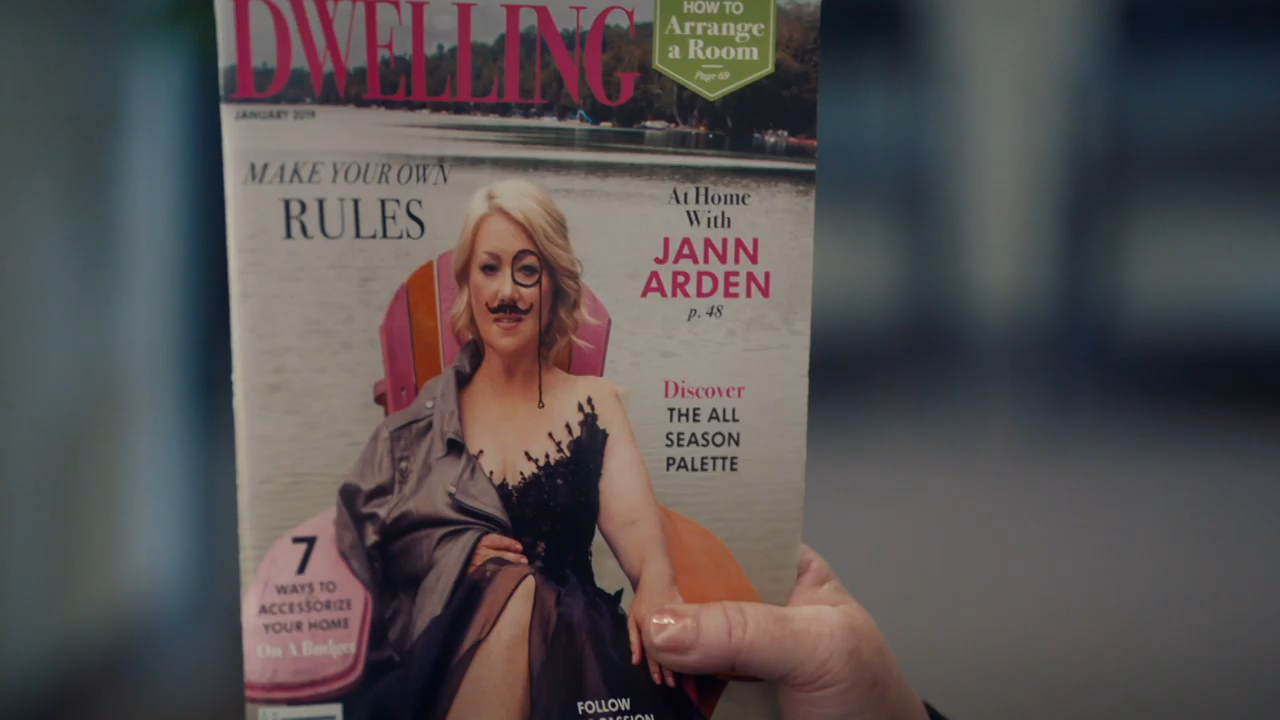 DWELLING
HOW TO
Arrange
a Room
Page 69
JANUARY 2019
MAKE YOUR OWN
RULES
At Home
With
JANN
ARDEN
p. 48
Discover
THE ALL
SEASON
PALETTE
7
WAYS TO
ACCESSORIZE
YOUR HOME
On A Budget
FOLLOW
PASSION